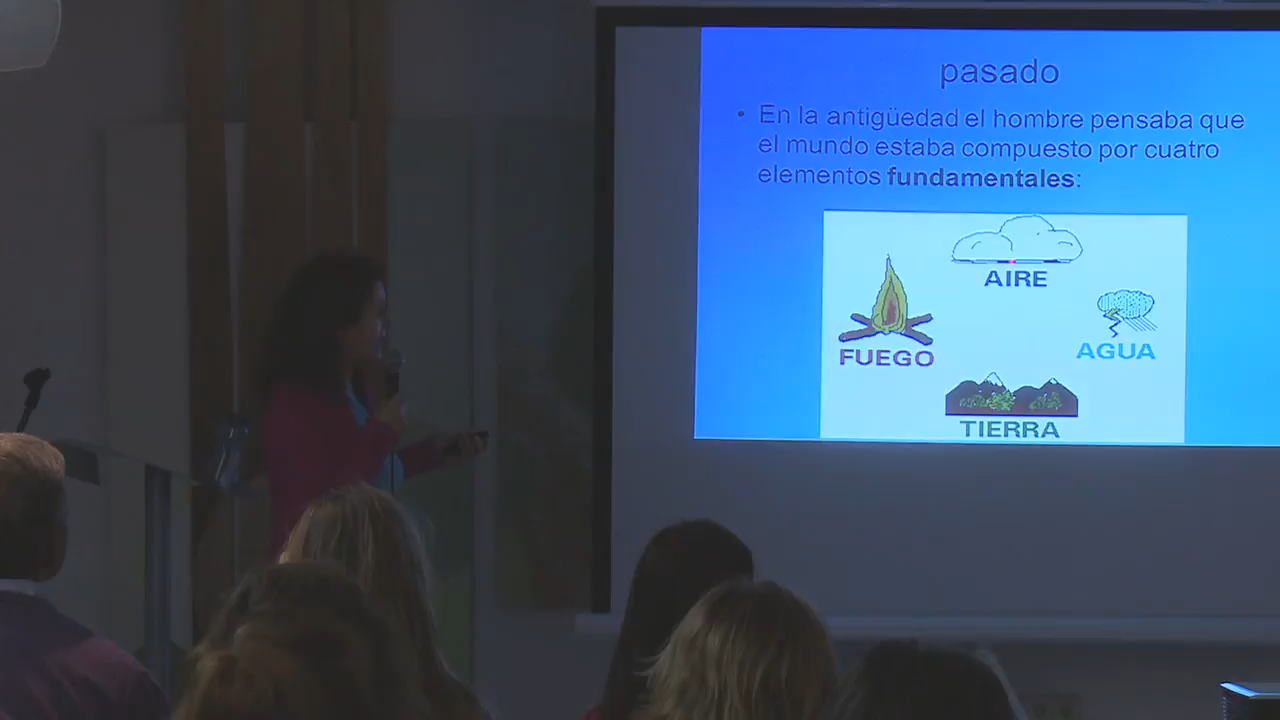 pasado
• En la antigüedad el hombre pensaba que
el mundo estaba compuesto por cuatro
elementos fundamentales:
AIRE
FUEGO
AGUA
TIERRA